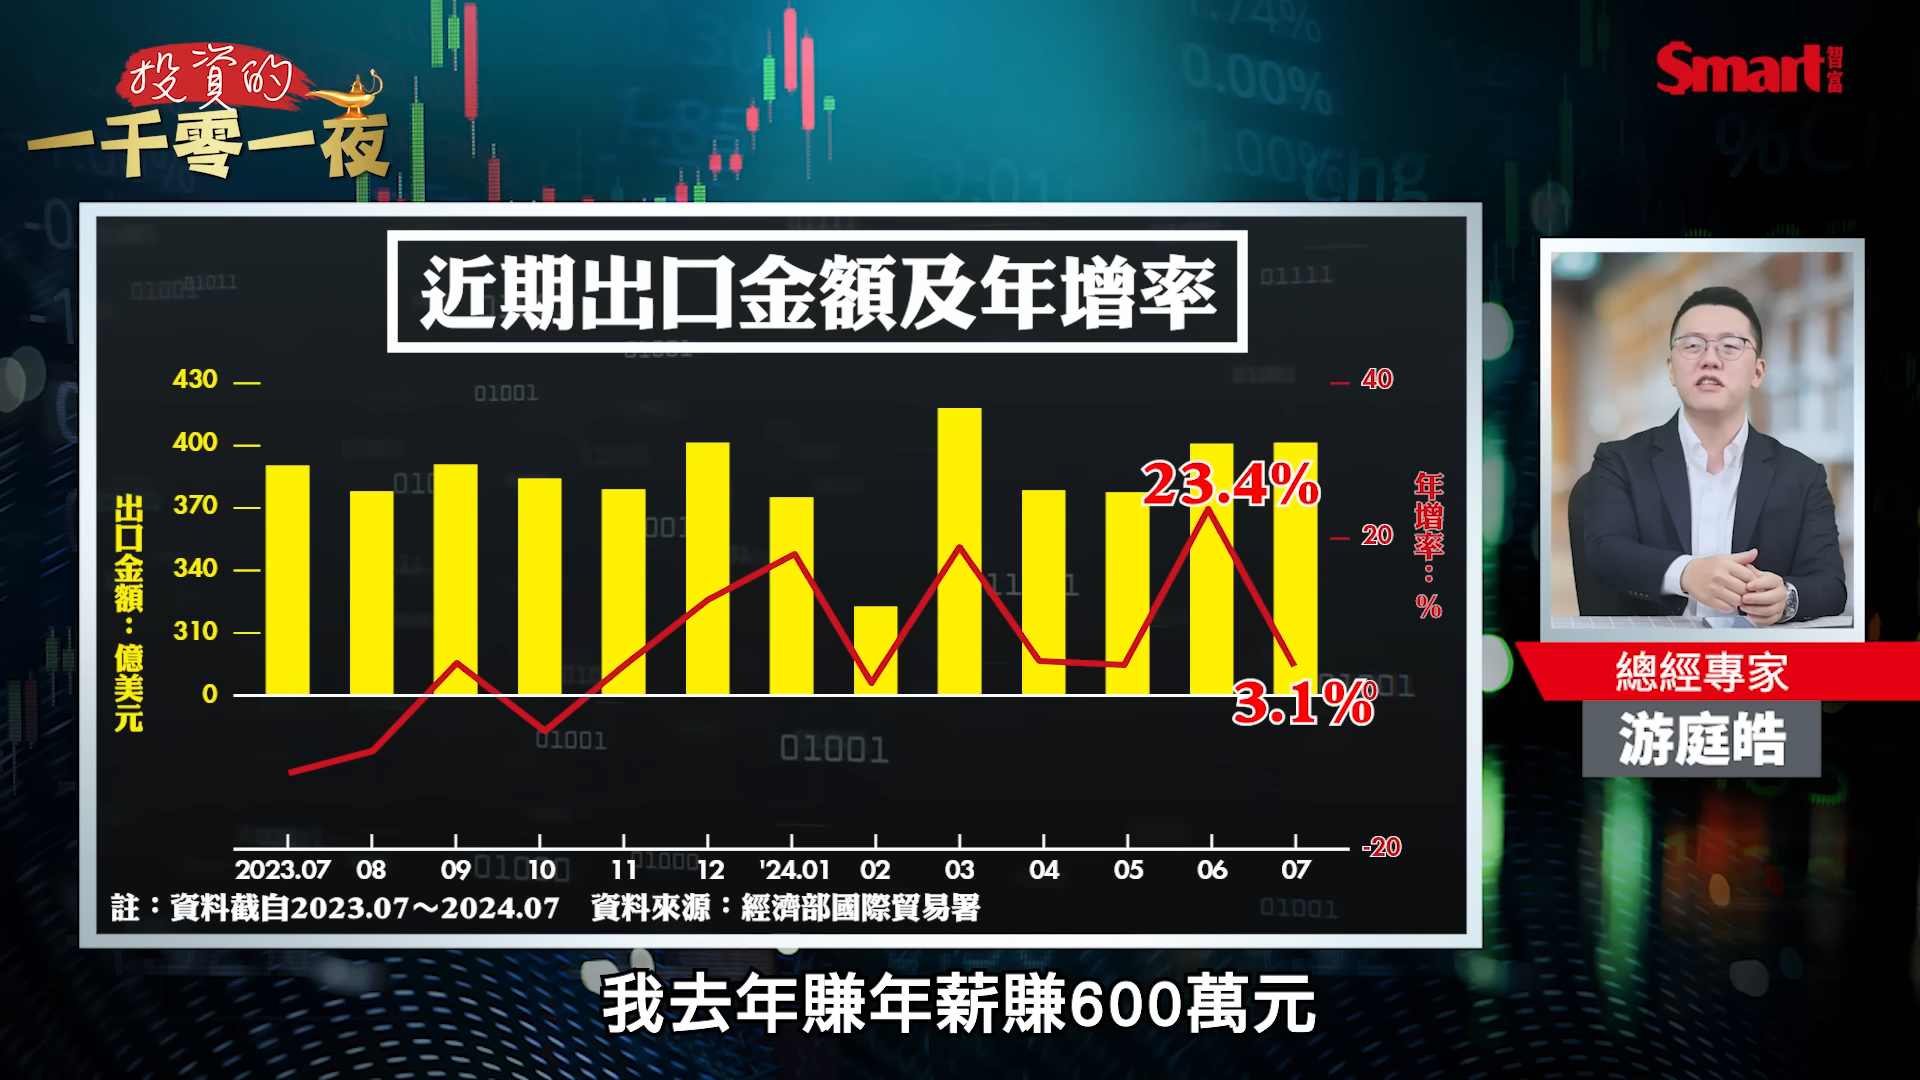 投資的
一千零一夜
Smart智富
近期出口金額及年增率
430
400
370
340
310
0
出口金額：億美元
40
20
0
-20
年增率：%
23.4%
3.1%
2023.07 08 09 10 11 12 '24.01 02 03 04 05 06 07
註：資料截自2023.07～2024.07 資料來源：經濟部國際貿易署
總經專家
游庭皓
我去年賺年薪賺600萬元